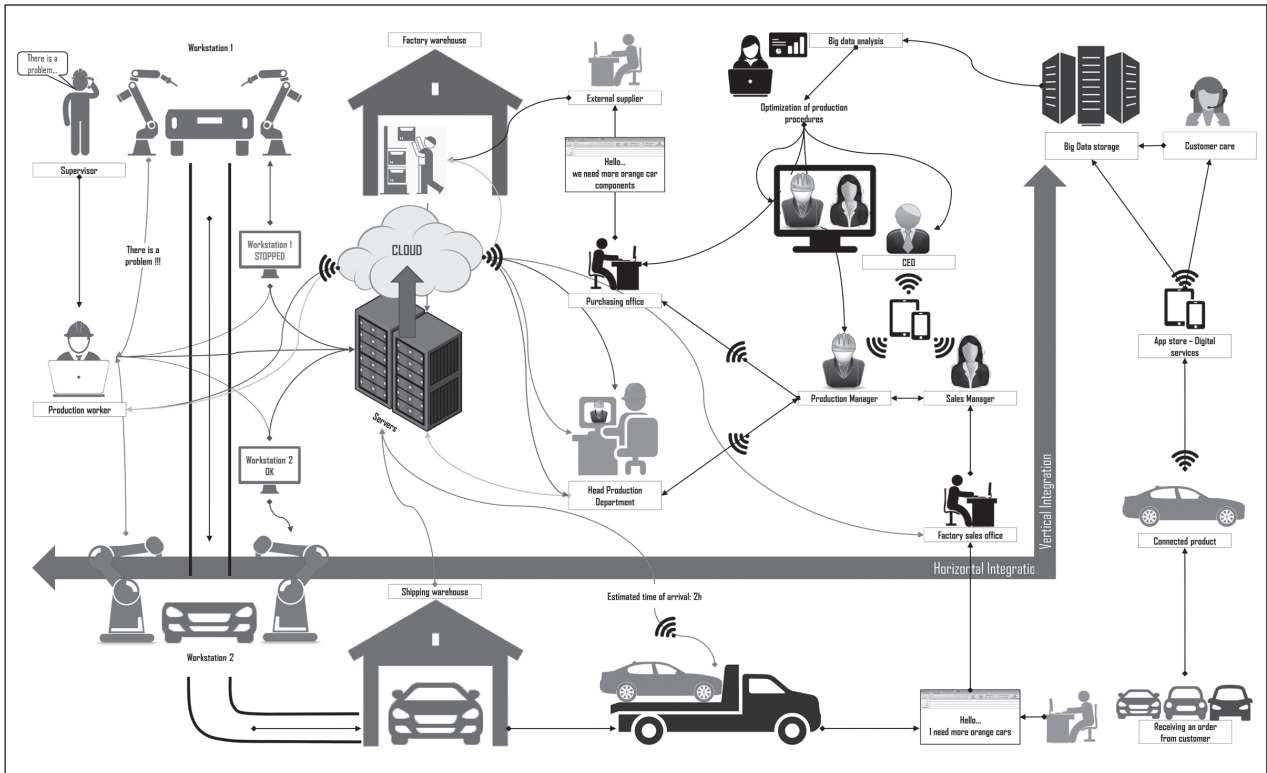 Workstation 1
There is a
problem...
Supervisor
Factory warehouse
External supplier
Hello...
we need more orange car
components
Big data analysis
Optimization of production
procedures
Big Data storage
Customer care
There is a
problem !!!
Workstation 1
STOPPED
CLOUD
Purchasing office
CEO
App store – Digital
services
Production worker
Servers
Production Manager
Sales Manager
Workstation 2
OK
Head Production
Department
Factory sales office
Vertical Integration
Connected product
Horizontal Integratio...
Shipping warehouse
Estimated time of arrival: 2h
Workstation 2
Hello...
I need more orange cars
Receiving an order
from customer